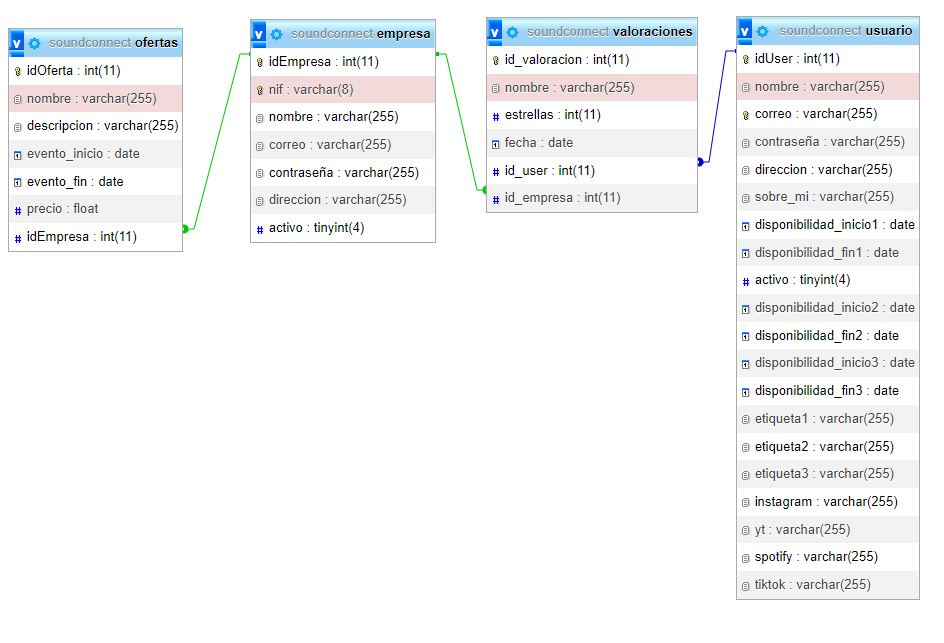 soundconnect ofertas
idOferta : int(11)
nombre : varchar(255)
descripcion : varchar(255)
evento_inicio : date
evento_fin : date
precio : float
idEmpresa : int(11)
soundconnect empresa
idEmpresa : int(11)
nif : varchar(8)
nombre : varchar(255)
correo : varchar(255)
contraseña : varchar(255)
direccion : varchar(255)
activo : tinyint(4)
soundconnect valoraciones
id_valoracion : int(11)
nombre : varchar(255)
estrellas : int(11)
fecha : date
id_user : int(11)
id_empresa : int(11)
soundconnect usuario
idUser : int(11)
nombre : varchar(255)
correo : varchar(255)
contraseña : varchar(255)
direccion : varchar(255)
sobre_mi : varchar(255)
disponibilidad_inicio1 : date
disponibilidad_fin1 : date
activo : tinyint(4)
disponibilidad_inicio2 : date
disponibilidad_fin2 : date
disponibilidad_inicio3 : date
disponibilidad_fin3 : date
etiqueta1 : varchar(255)
etiqueta2 : varchar(255)
etiqueta3 : varchar(255)
instagram : varchar(255)
yt : varchar(255)
spotify : varchar(255)
tiktok : varchar(255)